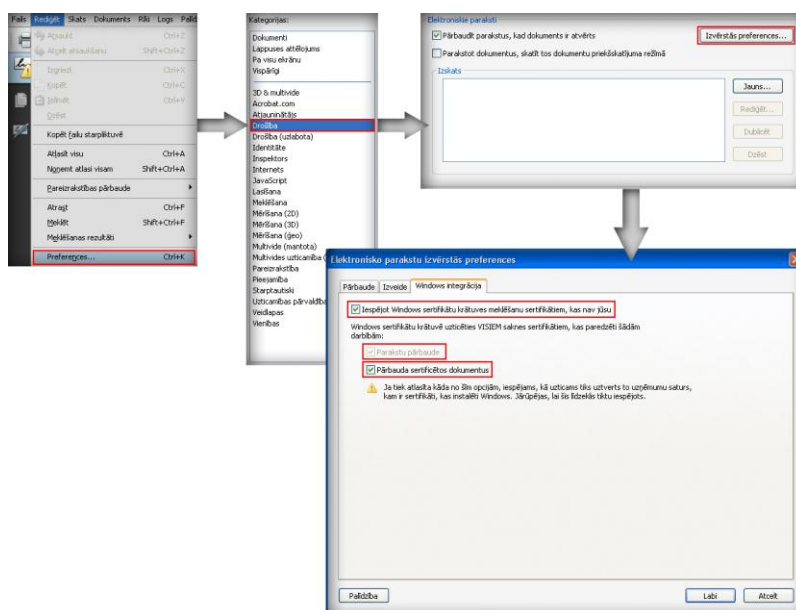 Fails Rediģēt Skats Dokuments Rīki Logs Palīd
Atsaukt Ctrl+Z
Atcelt atsaukšanu Shift+Ctrl+Z
Izgriezt Ctrl+X
Kopēt Ctrl+C
Ielīmēt Ctrl+V
Dzēst
Kopēt failu starpliktuvē
Atlasīt visu Ctrl+A
Noņemt atlasi visam Shift+Ctrl+A
Pareizrakstības pārbaude
Atrast Ctrl+F
Meklēt Shift+Ctrl+F
Meklēšanas rezultāti
Preferences... Ctrl+K
Kategorijas:
Dokumenti
Lappuses attēlojums
Pa visu ekrānu
Vispārīgi
3D & multivide
Acrobat.com
Atjauninātājs
Drošība
Drošība (uzlabota)
Identitāte
Inspektors
Internets
JavaScript
Lasīšana
Meklēšana
Mērīšana (2D)
Mērīšana (3D)
Mērīšana (ģeo)
Multivide (mantota)
Multivides uzticamība (
Pareizrakstība
Pieejamība
Starptautiski
Uzticamības pārvaldība
Veidlapas
Vienības
Elektroniskie paraksti
Pārbaudīt parakstus, kad dokuments ir atvērts
Izvērstās preferences...
Parakstot dokumentus, skatīt tos dokumentu priekšskatījuma režīmā
Izskats
Jauns...
Rediģēt...
Dublicēt
Dzēst
Elektronisko parakstu izvērstās preferences
Pārbaude Izveide Windows integrācija
Iespējot Windows sertifikātu krātuves meklēšanu sertifikātiem, kas nav jūsu
Windows sertifikātu krātuvē uzticēties VISIEM saknes sertifikātiem, kas paredzēti šādām
darbībām:
Parakstu pārbaude
Pārbauda sertificētos dokumentus
Ja tiek atlasīta kāda no šīm opcijām, iespējams, kā uzticams tiks uztverts to uzņēmumu saturs,
kam ir sertifikāti, kas instalēti Windows. Jārūpējas, lai šis līdzeklis tiktu iespējots.
Palīdzība
Labi
Atcelt